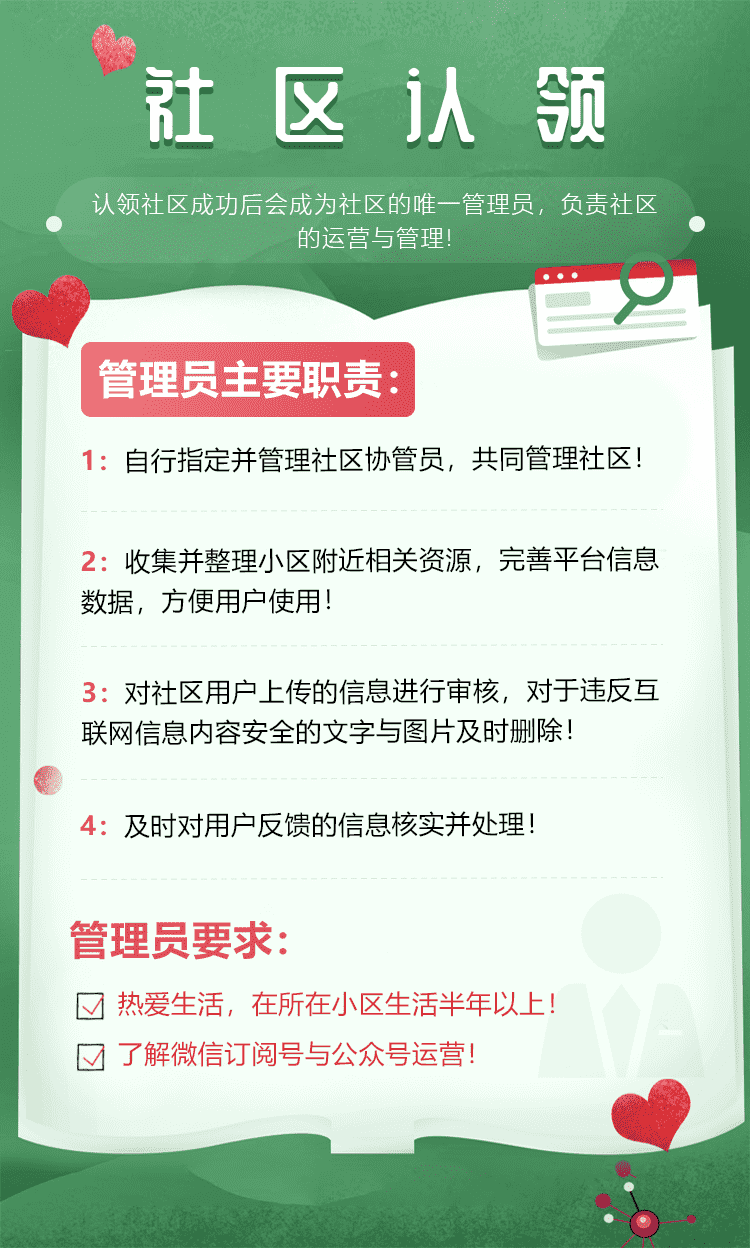 社区认领
认领社区成功后会成为社区的唯一管理员，负责社区
的运营与管理!
管理员主要职责：
1：自行指定并管理社区协管员，共同管理社区！
2：收集并整理小区附近相关资源，完善平台信息
数据，方便用户使用！
3：对社区用户上传的信息进行审核，对于违反互
联网信息内容安全的文字与图片及时删除！
4：及时对用户反馈的信息核实并处理！
管理员要求：
热爱生活，在所在小区生活半年以上！
了解微信订阅号与公众号运营！